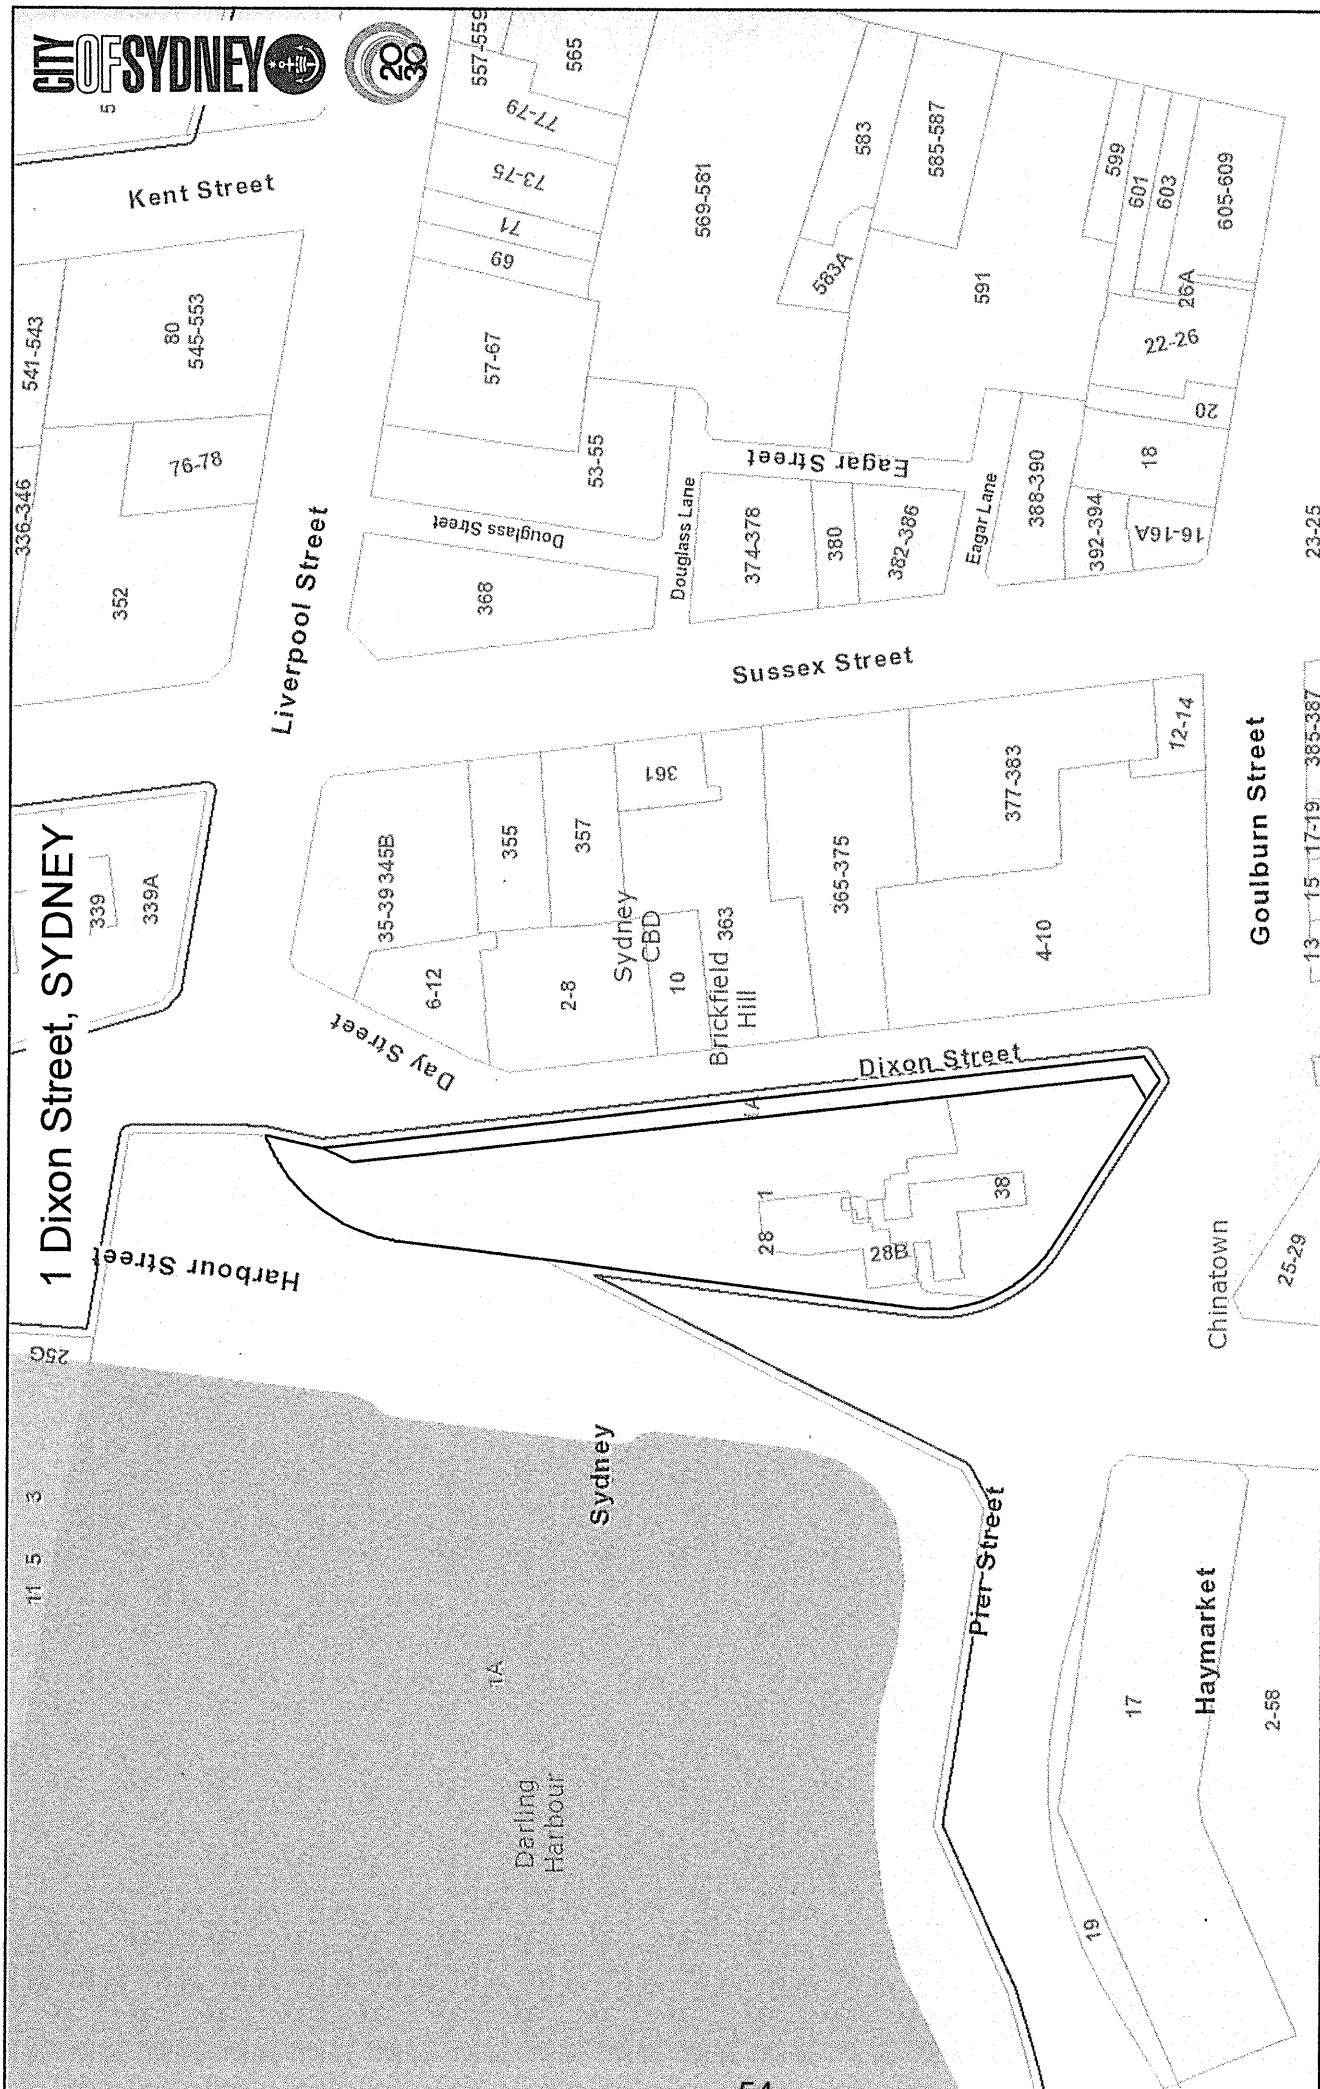 1 Dixon Street, SYDNEY
CITY OF SYDNEY
2030
5
Kent Street
541-543
80
545-553
336-346
352
76-78
Liverpool Street
557-559
565
77-79
73-75
71
69
57-67
53-55
569-581
583
583A
585-587
591
599
601
603
605-609
26A
22-26
20
18
16-16A
Eagar Street
Eagar Lane
388-390
392-394
Douglass Street
Douglass Lane
368
374-378
380
382-386
23-25
Sussex Street
339
339A
35-39 345B
355
357
361
6-12
2-8
Sydney
CBD
10
Brickfield
Hill
363
365-375
377-383
12-14
4-10
Goulburn Street
13
15
17-19
385-387
Day Street
Dixon Street
1A
Harbour Street
25G
28
1
28B
38
Chinatown
25-29
11
5
3
Sydney
1A
Darling
Harbour
Pier Street
17
Haymarket
2-58
19